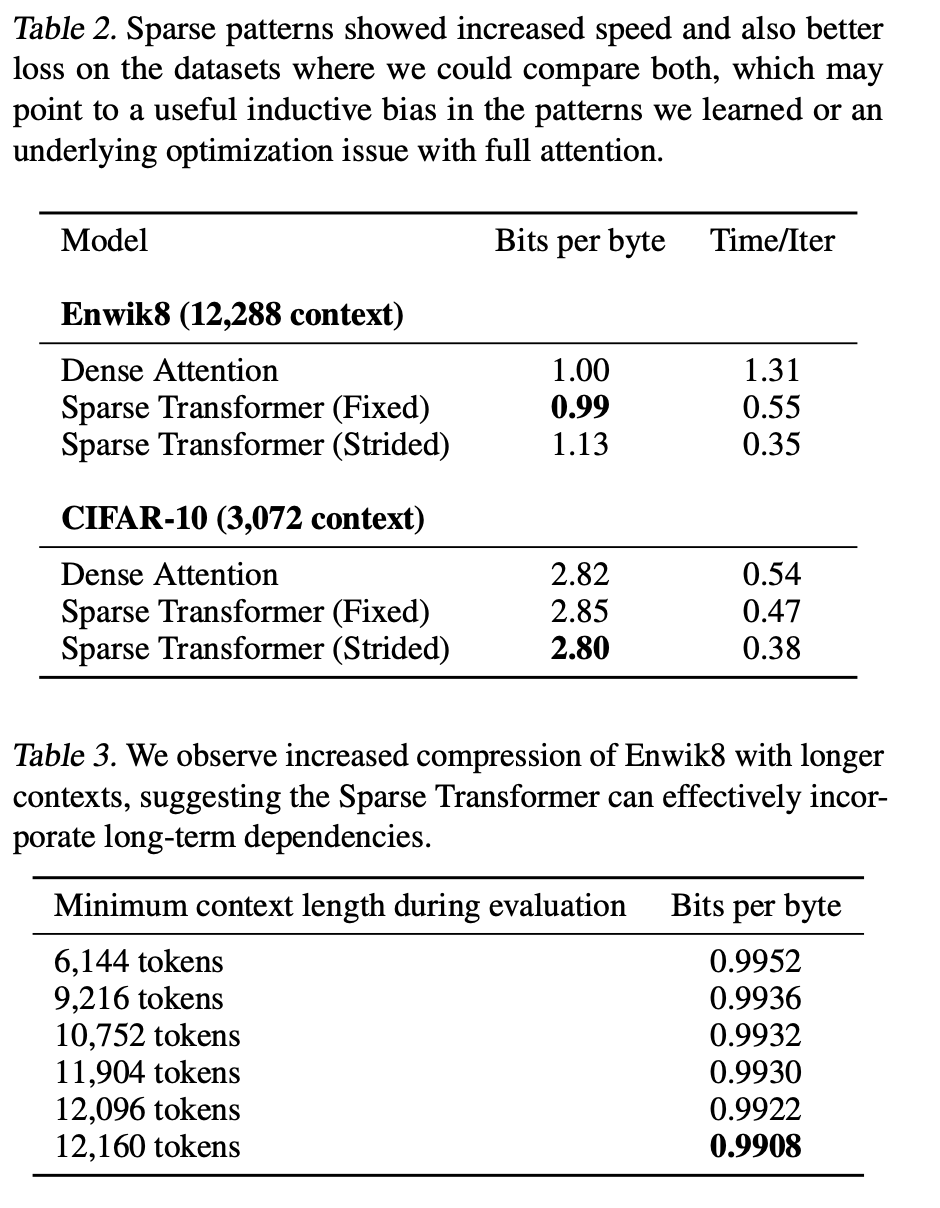 Table 2. Sparse patterns showed increased speed and also better
loss on the datasets where we could compare both, which may
point to a useful inductive bias in the patterns we learned or an
underlying optimization issue with full attention.
Model Bits per byte Time/Iter
Enwik8 (12,288 context)
Dense Attention 1.00 1.31
Sparse Transformer (Fixed) 0.99 0.55
Sparse Transformer (Strided) 1.13 0.35
CIFAR-10 (3,072 context)
Dense Attention 2.82 0.54
Sparse Transformer (Fixed) 2.85 0.47
Sparse Transformer (Strided) 2.80 0.38
Table 3. We observe increased compression of Enwik8 with longer
contexts, suggesting the Sparse Transformer can effectively incor-
porate long-term dependencies.
Minimum context length during evaluation Bits per byte
6,144 tokens 0.9952
9,216 tokens 0.9936
10,752 tokens 0.9932
11,904 tokens 0.9930
12,096 tokens 0.9922
12,160 tokens 0.9908